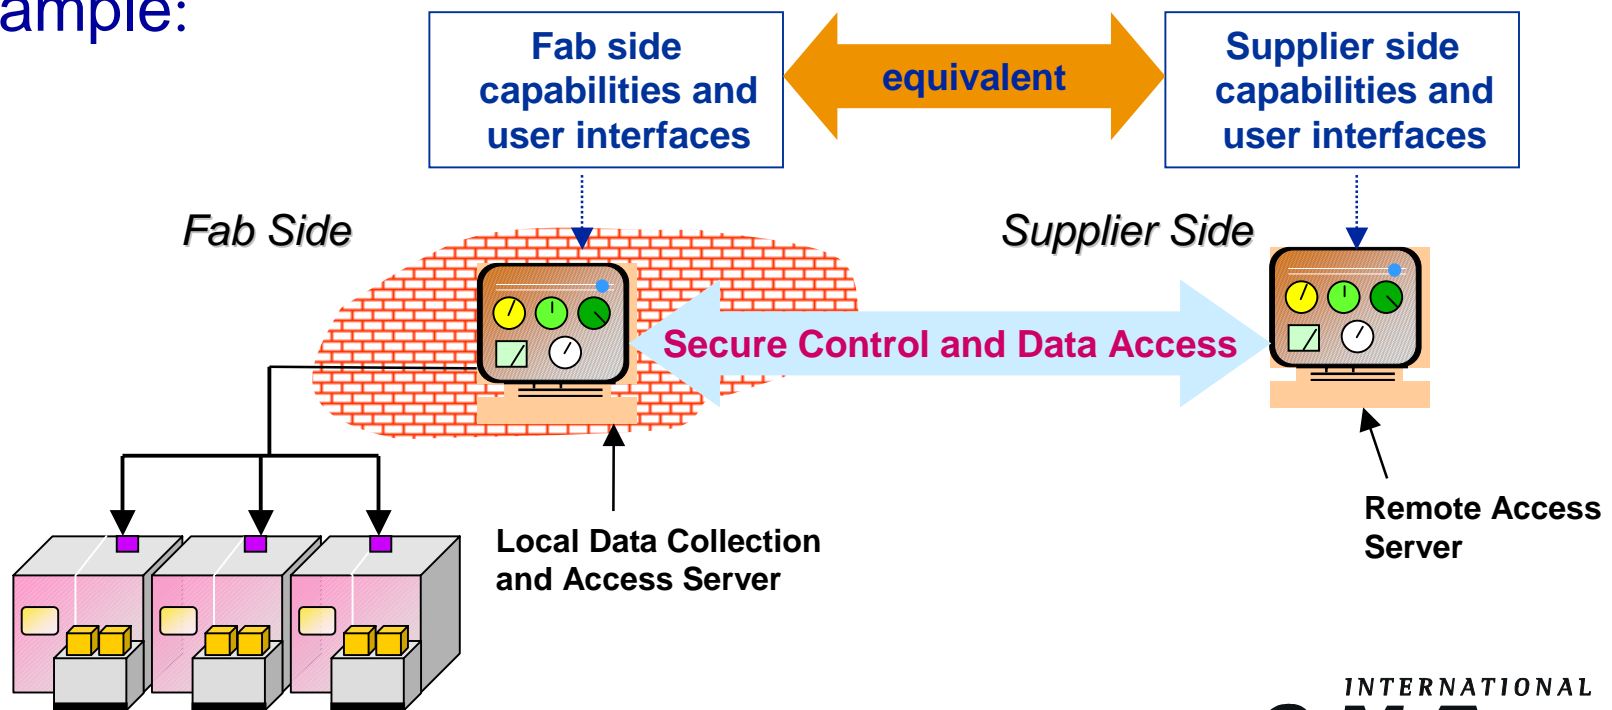 ample:
Fab side
capabilities and
user interfaces
equivalent
Supplier side
capabilities and
user interfaces
Fab Side
Supplier Side
Secure Control and Data Access
Local Data Collection
and Access Server
Remote Access
Server
INTERNATIONAL